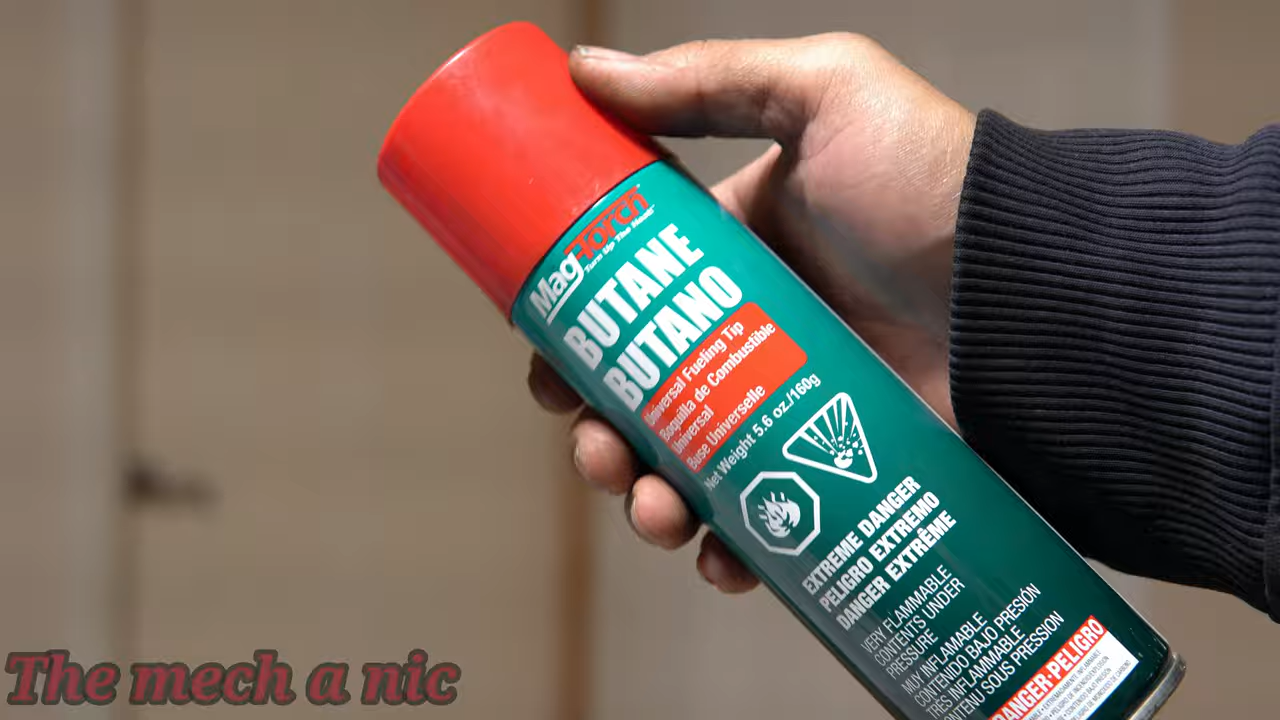 MagTorch
Turn Up The Heat
BUTANE
BUTANO
Universal Fueling Tip
Boquilla de Combustible
Universal
Buse Universelle
Net Weight 5.6 oz./160g
EXTREME DANGER
PELIGRO EXTREMO
DANGER EXTRÊME
VERY FLAMMABLE
CONTENTS UNDER
PRESSURE
MUY INFLAMABLE
CONTENIDO BAJO PRESIÓN
TRÈS INFLAMMABLE
CONTENU SOUS PRESSION
DANGER·PELIGRO
The mech a nic